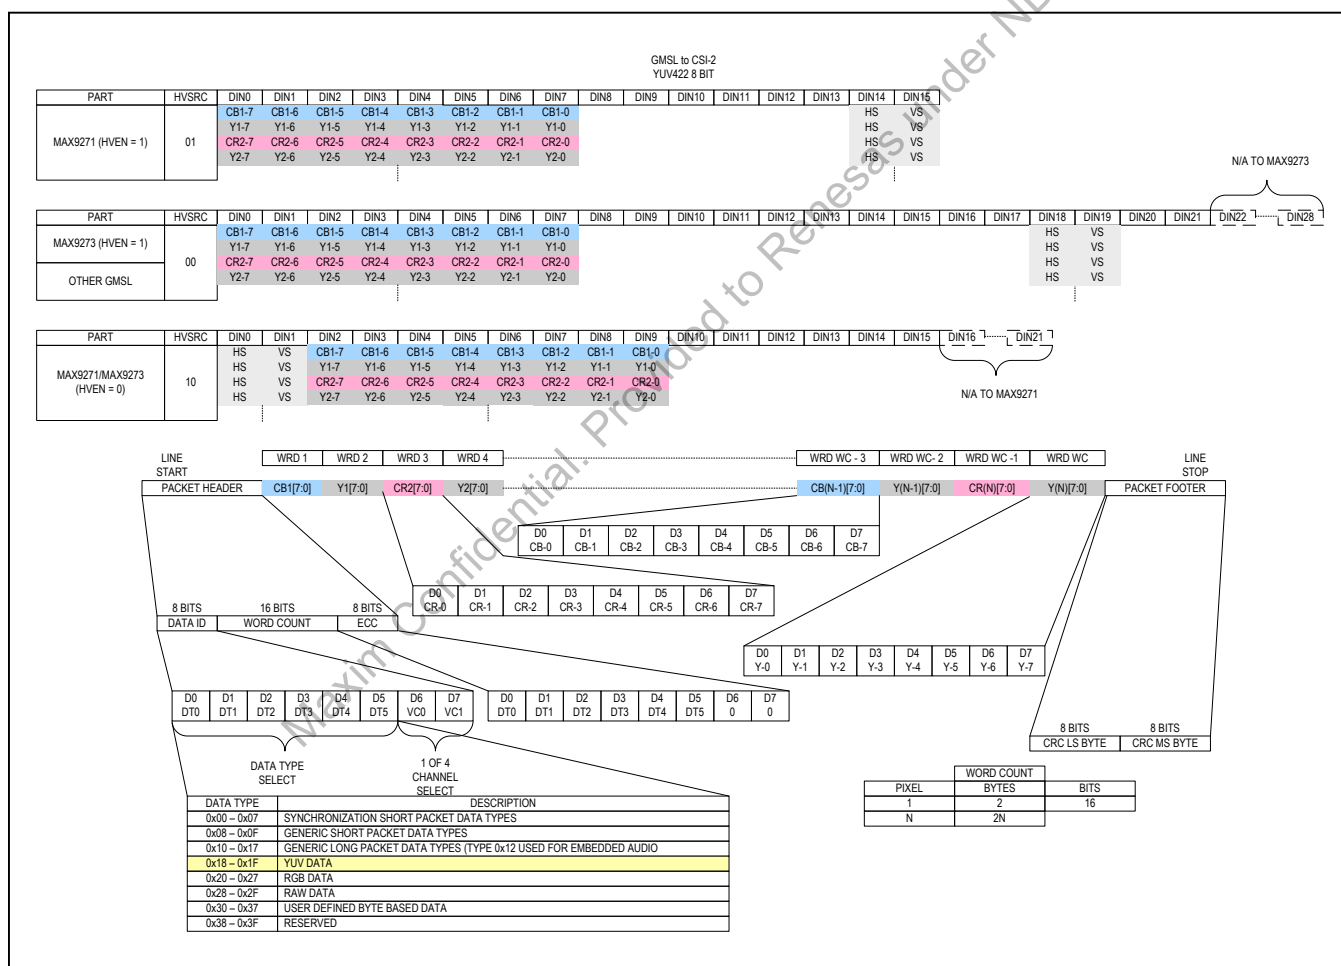 GMSL to CSI-2
YUV422 8 BIT
PART HVSRC DIN0 DIN1 DIN2 DIN3 DIN4 DIN5 DIN6 DIN7 DIN8 DIN9 DIN10 DIN11 DIN12 DIN13 DIN14 DIN15
CB1-7 CB1-6 CB1-5 CB1-4 CB1-3 CB1-2 CB1-1 CB1-0 HS VS
Y1-7 Y1-6 Y1-5 Y1-4 Y1-3 Y1-2 Y1-1 Y1-0 HS VS
MAX9271 (HVEN = 1) 01
CR2-7 CR2-6 CR2-5 CR2-4 CR2-3 CR2-2 CR2-1 CR2-0 HS VS
Y2-7 Y2-6 Y2-5 Y2-4 Y2-3 Y2-2 Y2-1 Y2-0 HS VS
N/A TO MAX9273
PART HVSRC DIN0 DIN1 DIN2 DIN3 DIN4 DIN5 DIN6 DIN7 DIN8 DIN9 DIN10 DIN11 DIN12 DIN13 DIN14 DIN15 DIN16 DIN17 DIN18 DIN19 DIN20 DIN21 DIN22 DIN28
CB1-7 CB1-6 CB1-5 CB1-4 CB1-3 CB1-2 CB1-1 CB1-0 HS VS
MAX9273 (HVEN = 1) Y1-7 Y1-6 Y1-5 Y1-4 Y1-3 Y1-2 Y1-1 Y1-0 HS VS
00 CR2-7 CR2-6 CR2-5 CR2-4 CR2-3 CR2-2 CR2-1 CR2-0 HS VS
OTHER GMSL Y2-7 Y2-6 Y2-5 Y2-4 Y2-3 Y2-2 Y2-1 Y2-0 HS VS
PART HVSRC DIN0 DIN1 DIN2 DIN3 DIN4 DIN5 DIN6 DIN7 DIN8 DIN9 DIN10 DIN11 DIN12 DIN13 DIN14 DIN15 DIN16 DIN21
HS VS CB1-7 CB1-6 CB1-5 CB1-4 CB1-3 CB1-2 CB1-1 CB1-0
MAX9271/MAX9273 HS VS Y1-7 Y1-6 Y1-5 Y1-4 Y1-3 Y1-2 Y1-1 Y1-0
(HVEN = 0) 10 HS VS CR2-7 CR2-6 CR2-5 CR2-4 CR2-3 CR2-2 CR2-1 CR2-0
HS VS Y2-7 Y2-6 Y2-5 Y2-4 Y2-3 Y2-2 Y2-1 Y2-0
N/A TO MAX9271
LINE START WRD 1 WRD 2 WRD 3 WRD 4 WRD WC - 3 WRD WC- 2 WRD WC -1 WRD WC LINE STOP
PACKET HEADER CB1[7:0] Y1[7:0] CR2[7:0] Y2[7:0] CB(N-1)[7:0] Y(N-1)[7:0] CR(N)[7:0] Y(N)[7:0] PACKET FOOTER
D0 D1 D2 D3 D4 D5 D6 D7
CB-0 CB-1 CB-2 CB-3 CB-4 CB-5 CB-6 CB-7
D0 D1 D2 D3 D4 D5 D6 D7
CR-0 CR-1 CR-2 CR-3 CR-4 CR-5 CR-6 CR-7
8 BITS 16 BITS 8 BITS
DATA ID WORD COUNT ECC
D0 D1 D2 D3 D4 D5 D6 D7
Y-0 Y-1 Y-2 Y-3 Y-4 Y-5 Y-6 Y-7
D0 D1 D2 D3 D4 D5 D6 D7
DT0 DT1 DT2 DT3 DT4 DT5 VC0 VC1
D0 D1 D2 D3 D4 D5 D6 D7
DT0 DT1 DT2 DT3 DT4 DT5 0 0
8 BITS 8 BITS
CRC LS BYTE CRC MS BYTE
DATA TYPE
SELECT
1 OF 4
CHANNEL
SELECT
WORD COUNT
PIXEL BYTES BITS
1 2 16
N 2N
DATA TYPE DESCRIPTION
0x00 – 0x07 SYNCHRONIZATION SHORT PACKET DATA TYPES
0x08 – 0x0F GENERIC SHORT PACKET DATA TYPES
0x10 – 0x17 GENERIC LONG PACKET DATA TYPES (TYPE 0x12 USED FOR EMBEDDED AUDIO
0x18 – 0x1F YUV DATA
0x20 – 0x27 RGB DATA
0x28 – 0x2F RAW DATA
0x30 – 0x37 USER DEFINED BYTE BASED DATA
0x38 – 0x3F RESERVED
Maxim Confidential. Provided to Renesas under